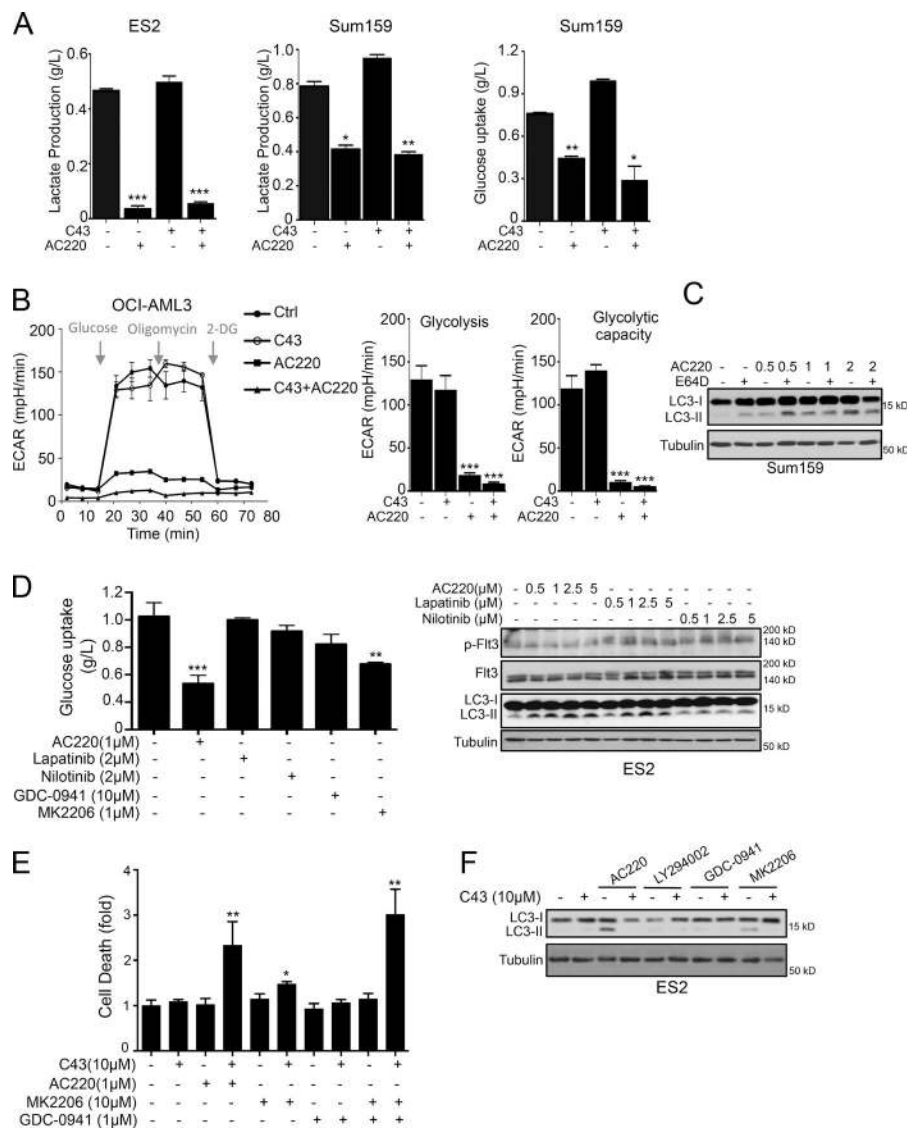 A
ES2
Lactate Production (g/L)
0.6
0.4
0.2
0
***
***
C43 - - + +
AC220 - + - +
Sum159
Lactate Production (g/L)
1.0
0.8
0.6
0.4
0.2
0
*
**
- - + +
- + - +
Sum159
Glucose uptake (g/L)
1.2
0.9
0.6
0.3
0
**
*
C43 - - + +
AC220 - + - +
B
OCI-AML3
ECAR (mpH/min)
200
150
100
50
0
Glucose Oligomycin 2-DG
0 10 20 30 40 50 60 70 80
Time (min)
Ctrl
C43
AC220
C43+AC220
Glycolysis
ECAR (mpH/min)
200
150
100
50
0
***
***
C43 - + - +
AC220 - - + +
Glycolytic
capacity
ECAR (mpH/min)
200
150
100
50
0
***
***
C43 - + - +
AC220 - - + +
C
AC220 - - 0.5 0.5 1 1 2 2
E64D - + - + - + - +
LC3-I
LC3-II
15 kD
Tubulin
50 kD
Sum159
D
Glucose uptake
(g/L)
1.2
1.0
0.8
0.6
***
**
AC220(1µM) - + - - - -
Lapatinib (2µM) - - + - - -
Nilotinib (2µM) - - - + - -
GDC-0941 (10µM) - - - - + -
MK2206 (1µM) - - - - - +
AC220(µM) - 0.5 1 2.5 5 - - - - - - - -
Lapatinib (µM) - - - - - 0.5 1 2.5 5 - - - -
Nilotinib (µM) - - - - - - - - - 0.5 1 2.5 5
p-Flt3
200 kD
140 kD
Flt3
200 kD
140 kD
LC3-I
LC3-II
15 kD
Tubulin
50 kD
ES2
E
Cell Death (fold)
4
3
2
1
0
**
*
**
C43(10µM) - + - + - + - + - +
AC220(1µM) - - + + - - - - - -
MK2206 (10µM) - - - - + + - - + +
GDC-0941 (1µM) - - - - - - + + + +
F
AC220 LY294002 GDC-0941 MK2206
C43 (10µM) - + - + - + - + - +
LC3-I
LC3-II
15 kD
Tubulin
50 kD
ES2